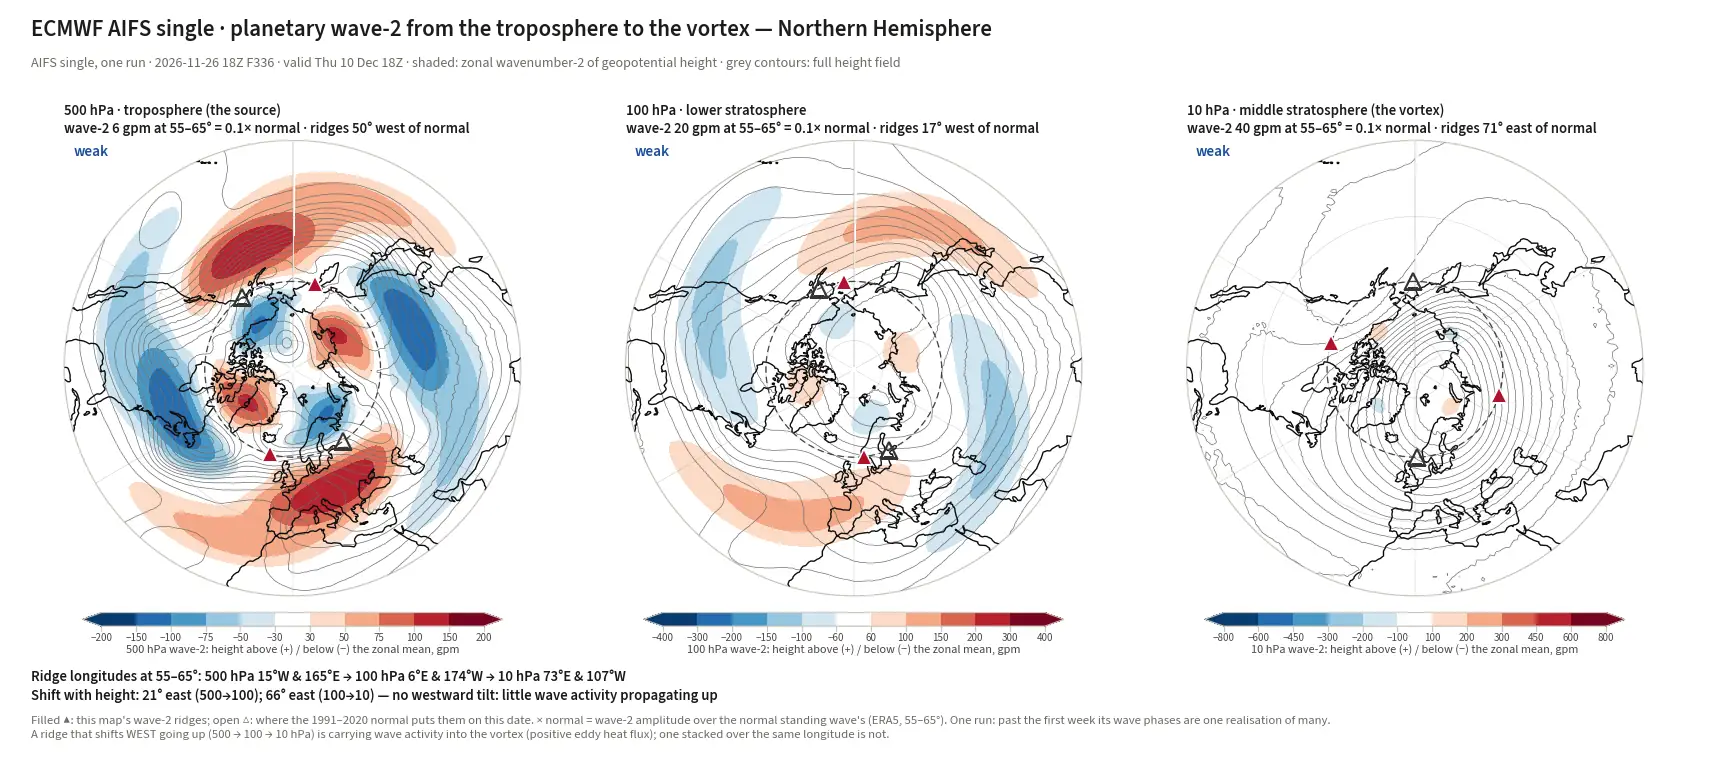 ECMWF AIFS single · planetary wave-2 from the troposphere to the vortex — Northern Hemisphere
AIFS single, one run · 2026-11-26 18Z F336 · valid Thu 10 Dec 18Z · shaded: zonal wavenumber-2 of geopotential height · grey contours: full height field
500 hPa · troposphere (the source)
wave-2 6 gpm at 55–65° = 0.1× normal · ridges 50° west of normal
weak
100 hPa · lower stratosphere
wave-2 20 gpm at 55–65° = 0.1× normal · ridges 17° west of normal
weak
10 hPa · middle stratosphere (the vortex)
wave-2 40 gpm at 55–65° = 0.1× normal · ridges 71° east of normal
weak
−200 −150 −100 −75 −50 −30 30 50 75 100 150 200
500 hPa wave-2: height above (+) / below (−) the zonal mean, gpm
−400 −300 −200 −150 −100 −60 60 100 150 200 300 400
100 hPa wave-2: height above (+) / below (−) the zonal mean, gpm
−800 −600 −450 −300 −200 −100 100 200 300 450 600 800
10 hPa wave-2: height above (+) / below (−) the zonal mean, gpm
Ridge longitudes at 55–65°: 500 hPa 15°W & 165°E → 100 hPa 6°E & 174°W → 10 hPa 73°E & 107°W
Shift with height: 21° east (500→100); 66° east (100→10) — no westward tilt: little wave activity propagating up
Filled ▲: this map's wave-2 ridges; open △: where the 1991–2020 normal puts them on this date. × normal = wave-2 amplitude over the normal standing wave's (ERA5, 55–65°). One run: past the first week its wave phases are one realisation of many.
A ridge that shifts WEST going up (500 → 100 → 10 hPa) is carrying wave activity into the vortex (positive eddy heat flux); one stacked over the same longitude is not.